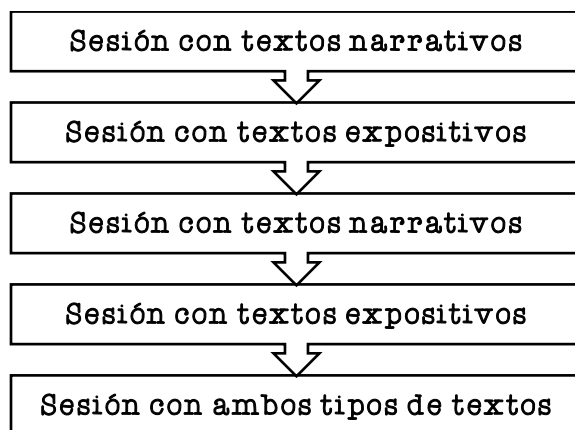 Sesión con textos narrativos
Sesión con textos expositivos
Sesión con textos narrativos
Sesión con textos expositivos
Sesión con ambos tipos de textos